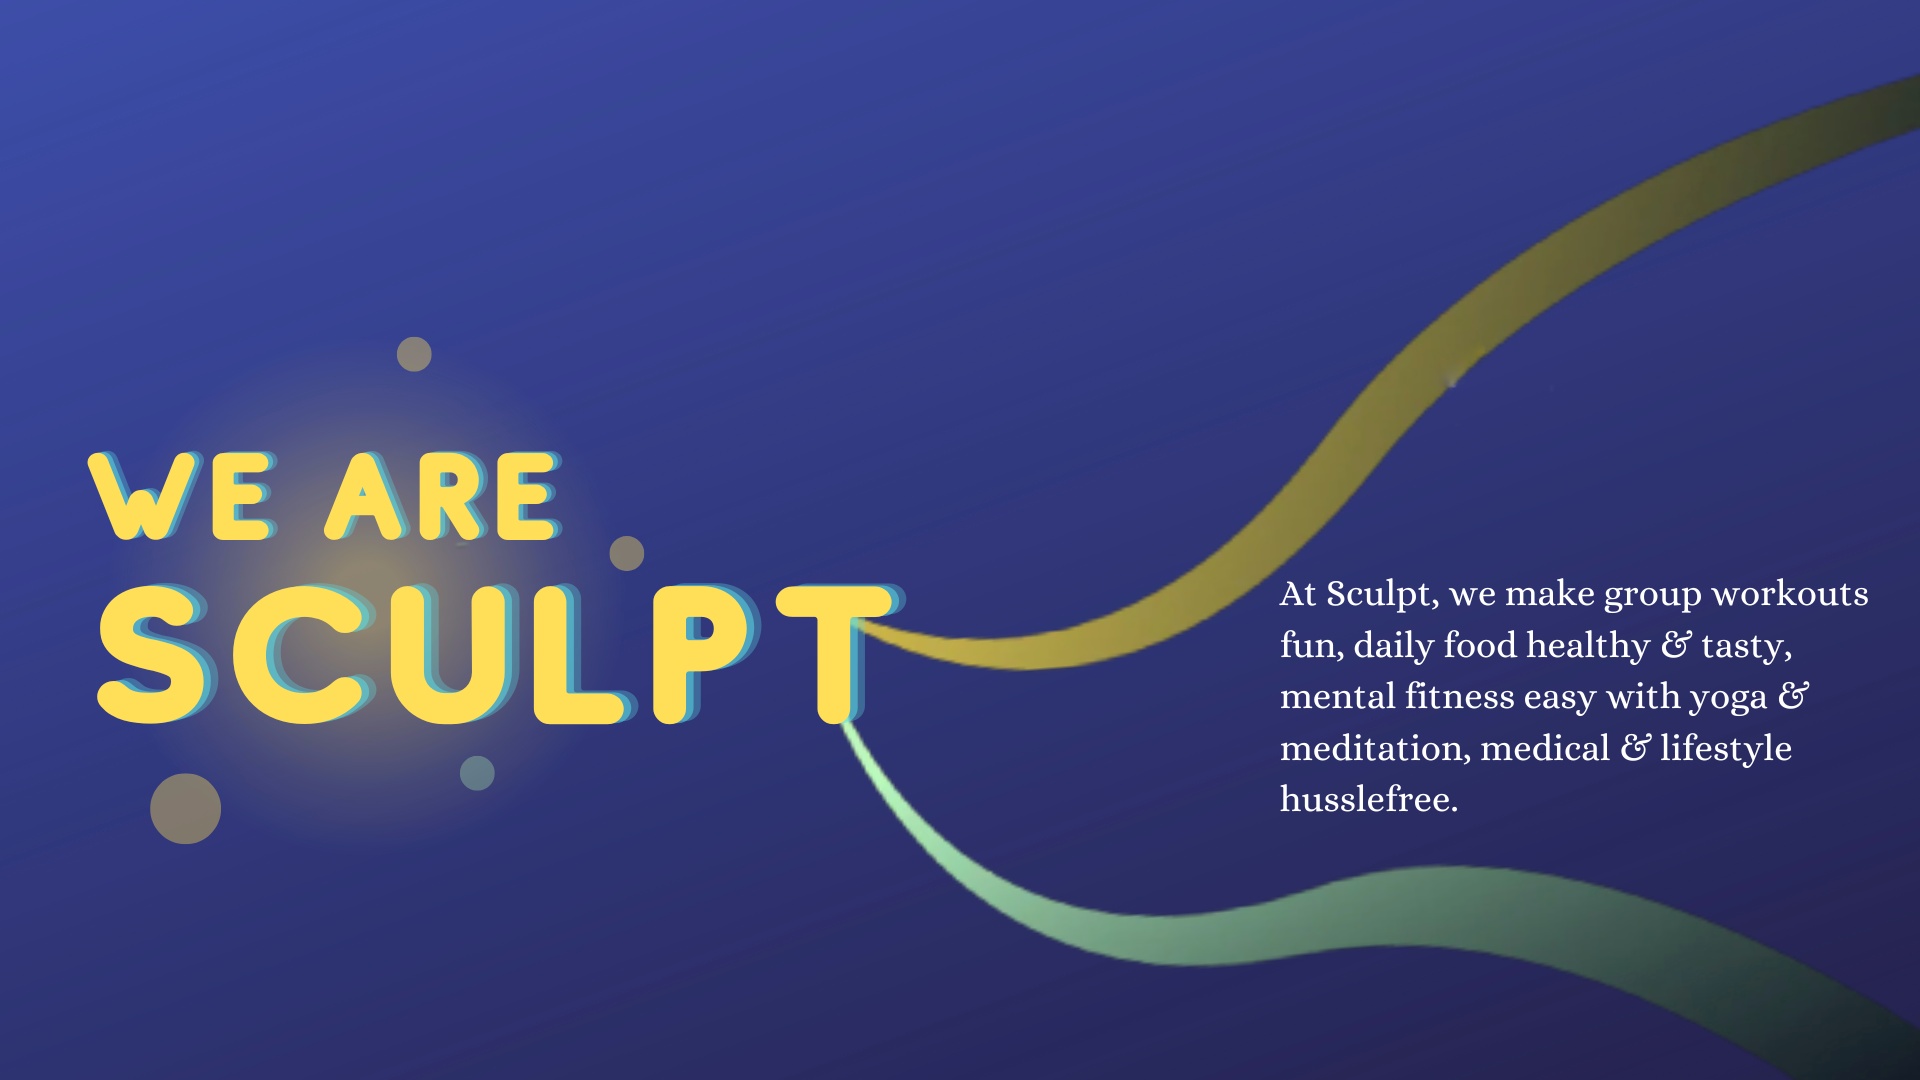 WE ARE
SCULPT
At Sculpt, we make group workouts
fun, daily food healthy & tasty,
mental fitness easy with yoga &
meditation, medical & lifestyle
husslefree.